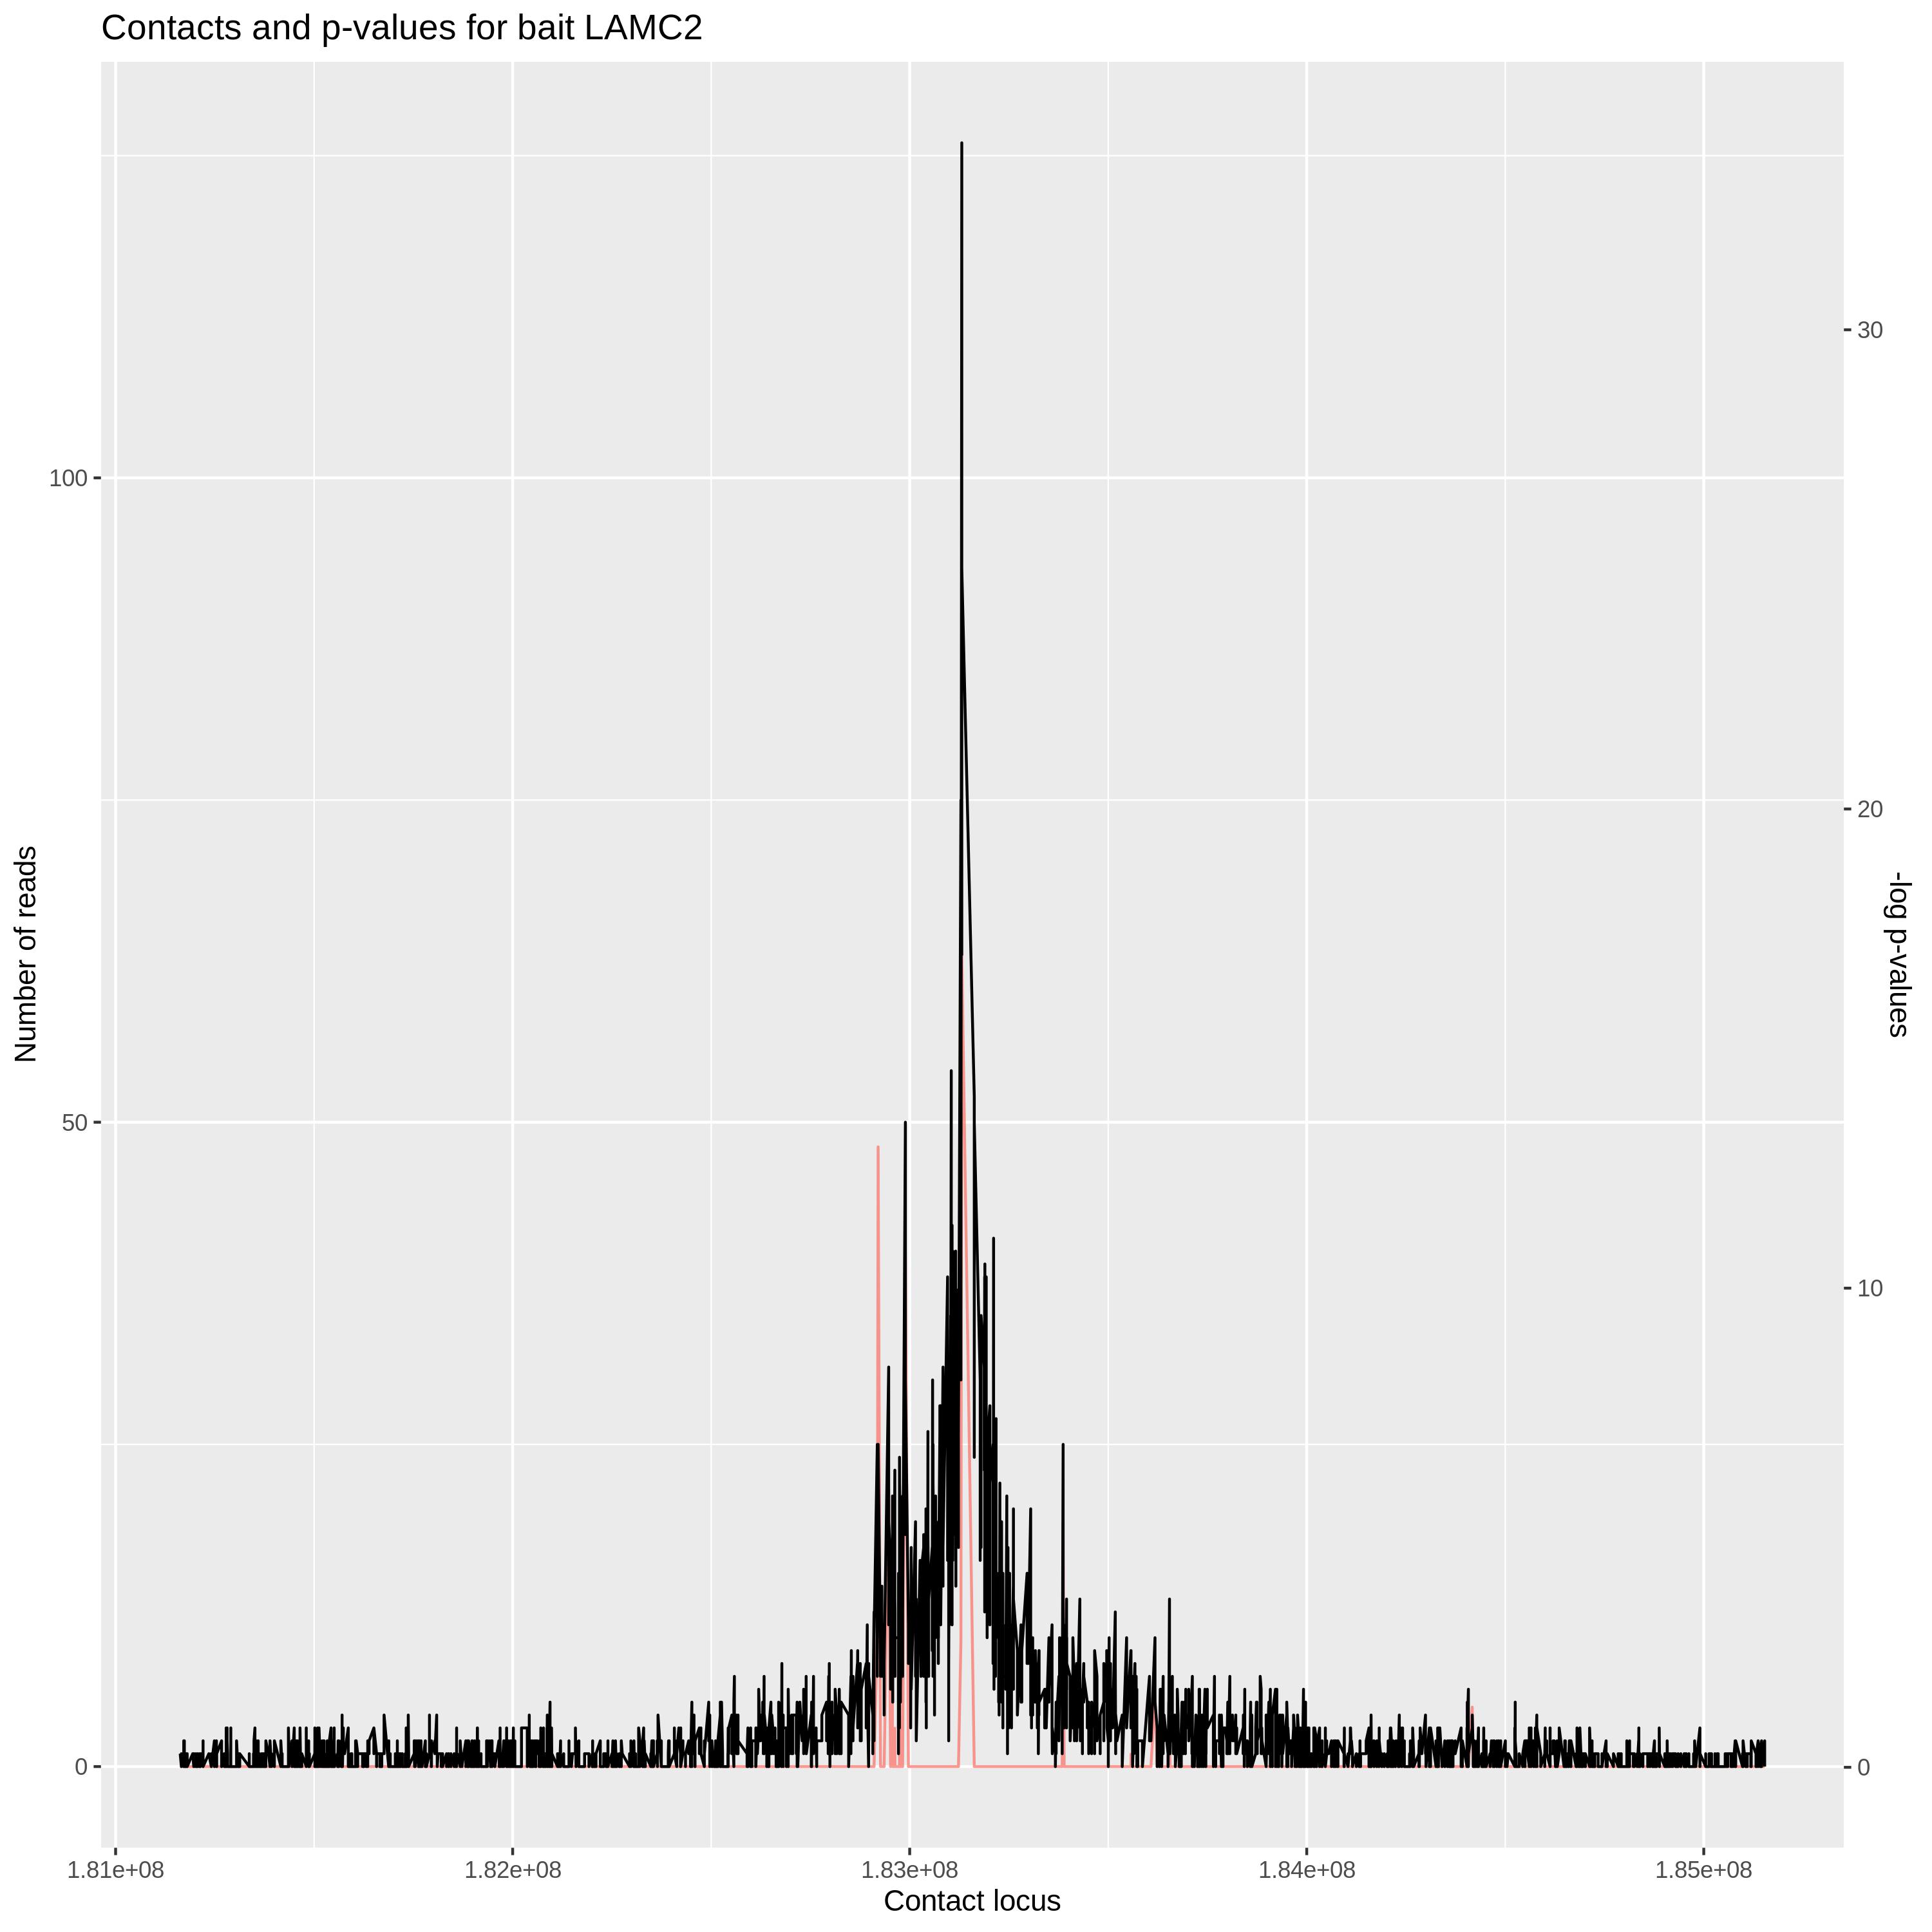 Contacts and p-values for bait LAMC2
Number of reads
100
50
0
30
20
10
0
-log p-values
1.81e+08 1.82e+08 1.83e+08 1.84e+08 1.85e+08
Contact locus